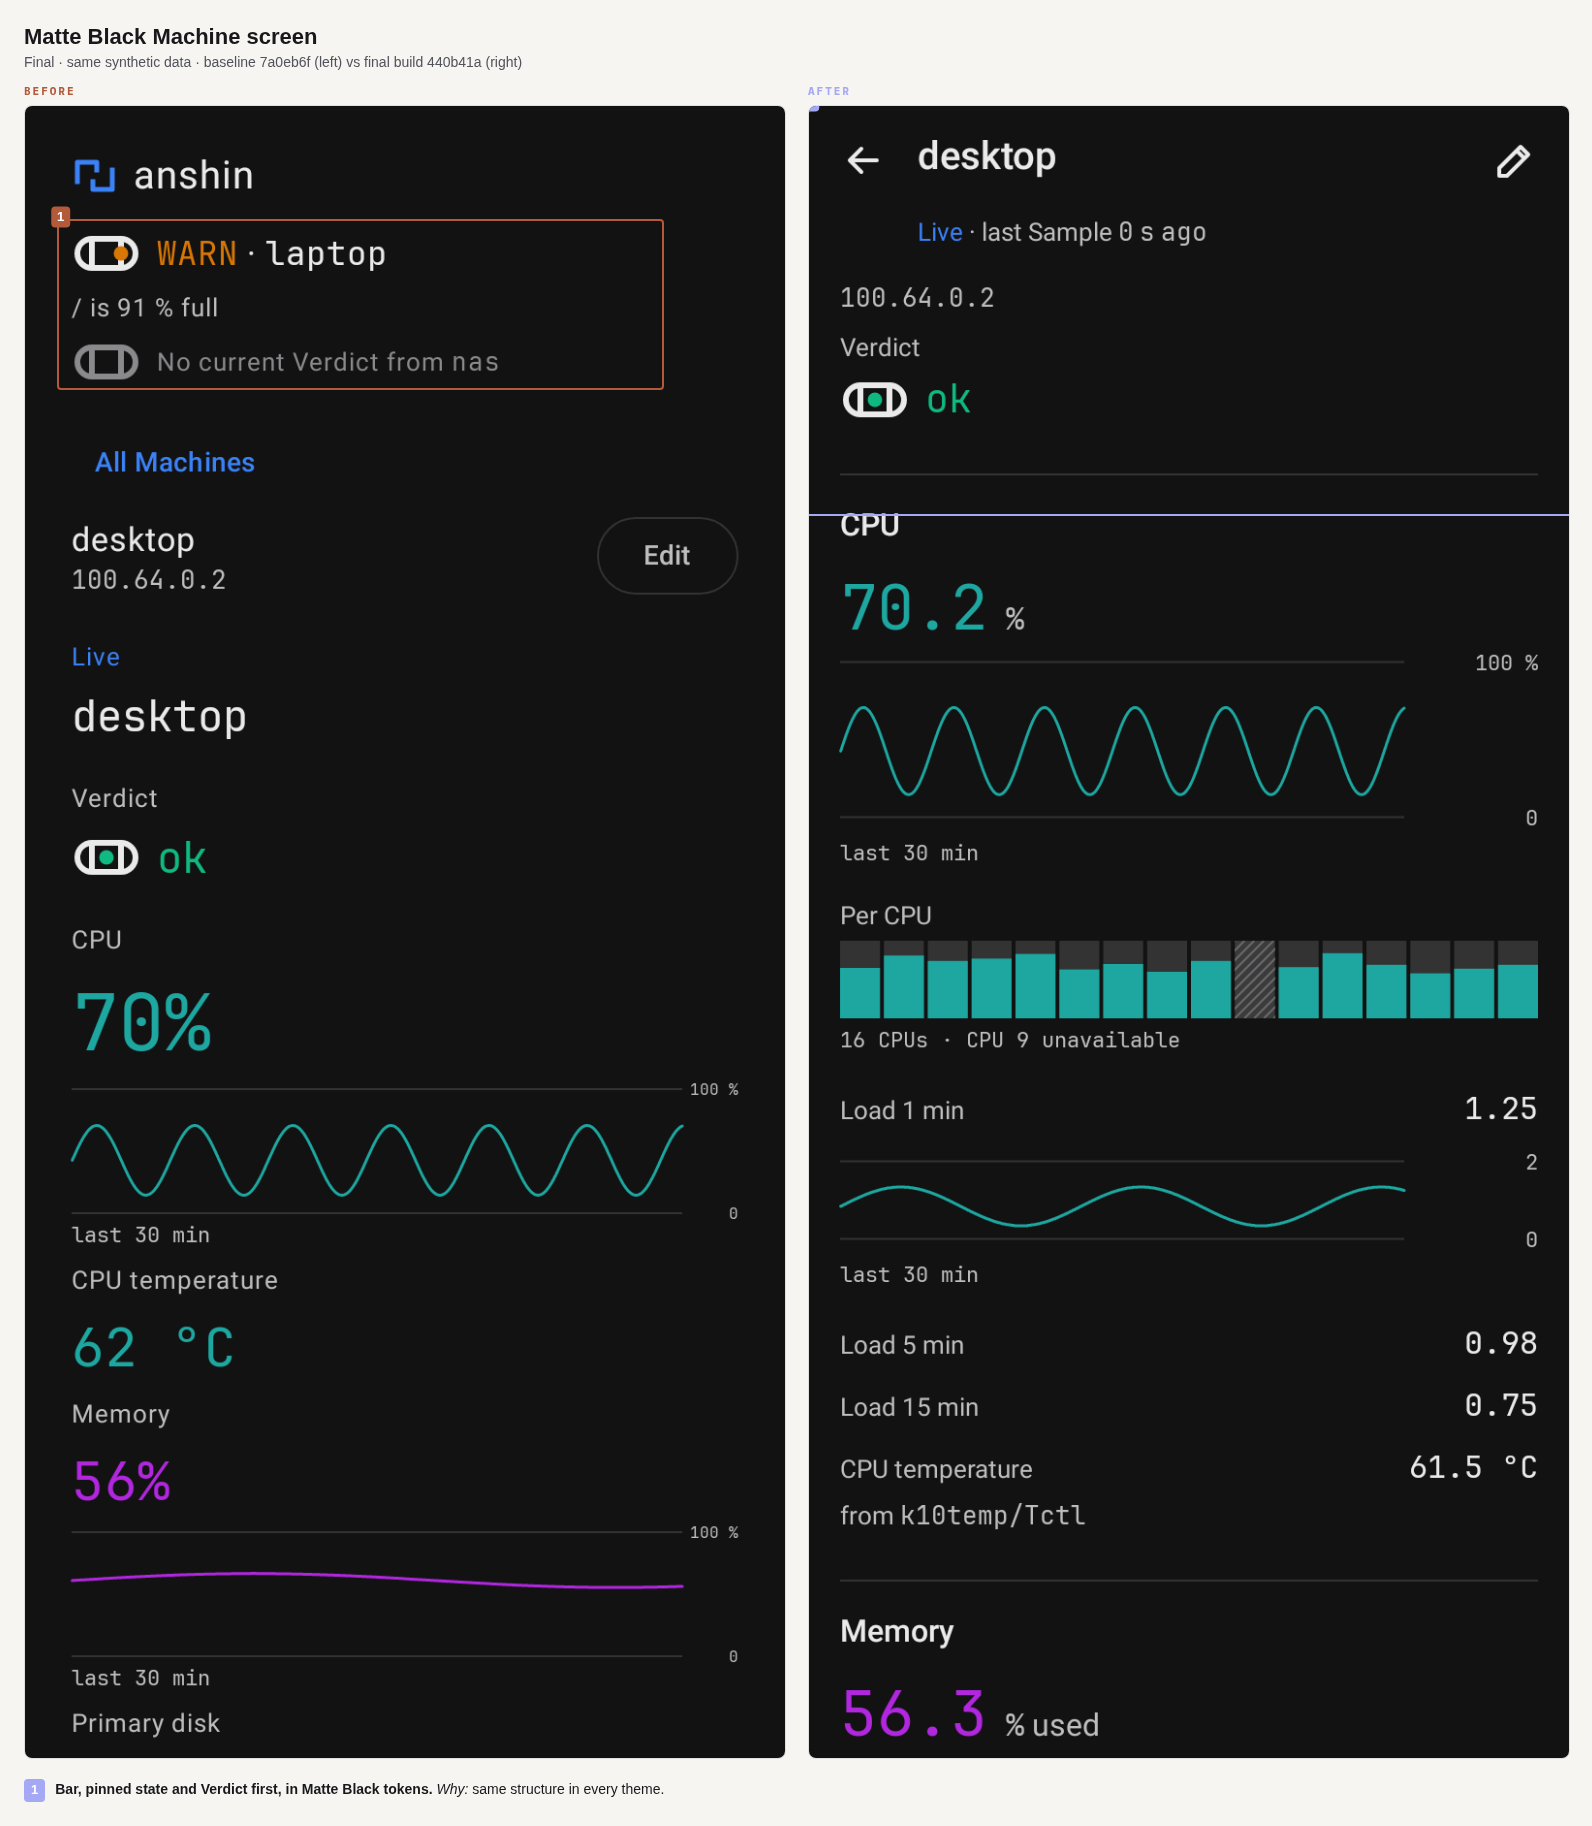 Matte Black Machine screen
Final · same synthetic data · baseline 7a0eb6f (left) vs final build 440b41a (right)
BEFORE
anshin
1
WARN · laptop
/ is 91 % full
No current Verdict from nas
All Machines
desktop
100.64.0.2
Edit
Live
desktop
Verdict
ok
CPU
70%
100 %
0
last 30 min
CPU temperature
62 °C
Memory
56%
100 %
0
last 30 min
Primary disk
AFTER
desktop
Live · last Sample 0 s ago
100.64.0.2
Verdict
ok
CPU
70.2 %
100 %
0
last 30 min
Per CPU
16 CPUs · CPU 9 unavailable
Load 1 min 1.25
2
0
last 30 min
Load 5 min 0.98
Load 15 min 0.75
CPU temperature 61.5 °C
from k10temp/Tctl
Memory
56.3 % used
1 Bar, pinned state and Verdict first, in Matte Black tokens. Why: same structure in every theme.